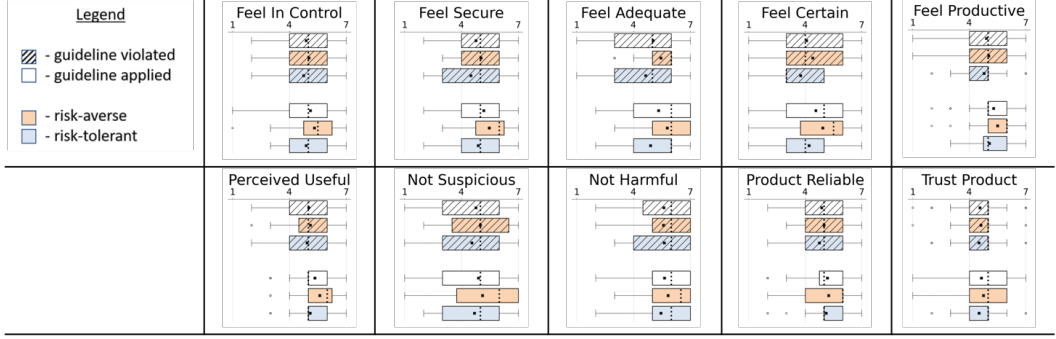 Legend
- guideline violated
- guideline applied
- risk-averse
- risk-tolerant
Feel In Control
1 4 7
Feel Secure
1 4 7
Feel Adequate
1 4 7
Feel Certain
1 4 7
Feel Productive
1 4 7
Perceived Useful
1 4 7
Not Suspicious
1 4 7
Not Harmful
1 4 7
Product Reliable
1 4 7
Trust Product
1 4 7